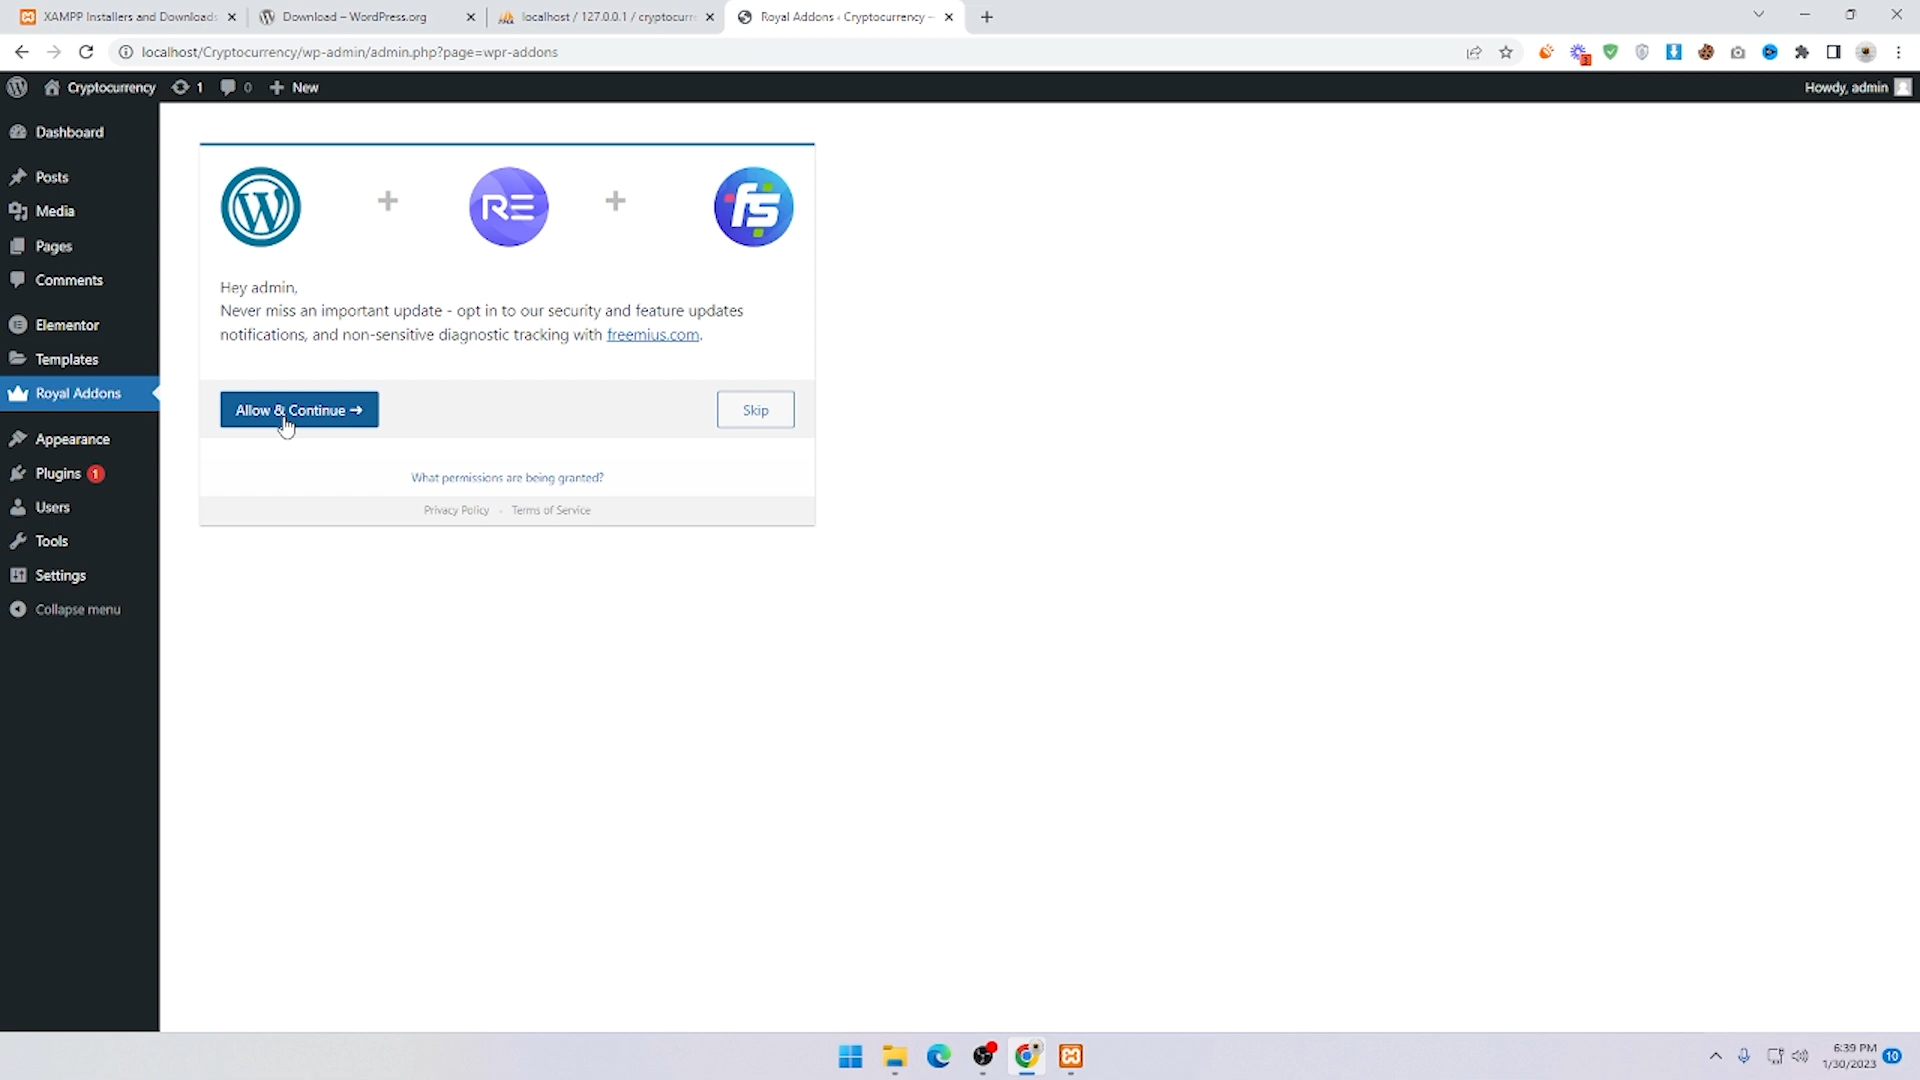 XAMPP Installers and Downloads
Download – WordPress.org
localhost / 127.0.0.1 / cryptocurr
Royal Addons ‹ Cryptocurrency –
localhost/Cryptocurrency/wp-admin/admin.php?page=wpr-addons
3
Cryptocurrency
1
0
New
Howdy, admin
Dashboard
Posts
Media
Pages
Comments
Elementor
Templates
Royal Addons
Appearance
Plugins 1
Users
Tools
Settings
Collapse menu
RE
fs
Hey admin,
Never miss an important update - opt in to our security and feature updates
notifications, and non-sensitive diagnostic tracking with freemius.com.
Allow & Continue ➜
Skip
What permissions are being granted?
Privacy Policy - Terms of Service
6:39 PM
1/30/2023
10